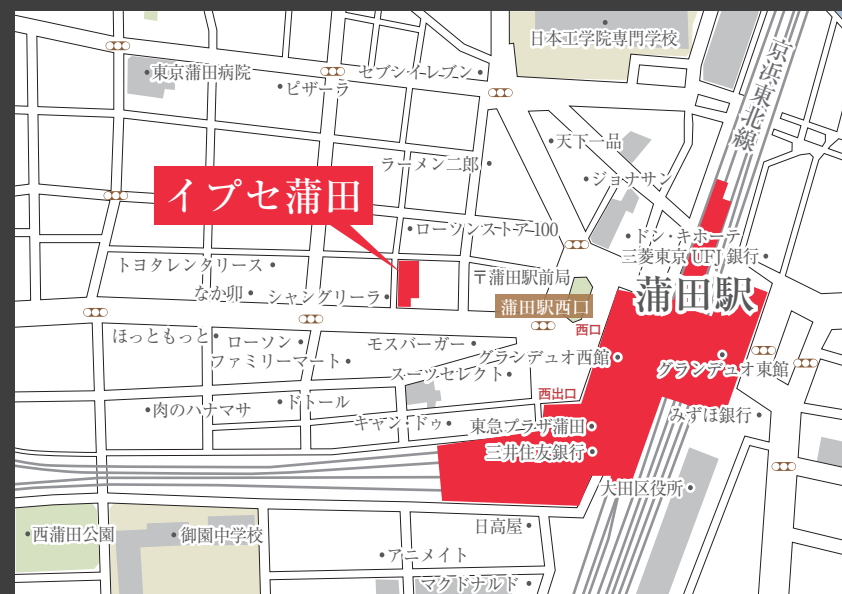 日本工学院専門学校
京浜東北線
東京蒲田病院
セブンイレブン
ピザーラ
天下一品
ラーメン二郎
ジョナサン
イプセ蒲田
ローソンストア100
ドン・キホーテ
三菱東京UFJ銀行
トヨタレンタリース
〒蒲田駅前局
なか卯
シャングリーラ
蒲田駅
蒲田駅西口
西口
ほっともっと
ローソン
モスバーガー
ファミリーマート
グランデュオ西館
グランデュオ東館
スーツセレクト
西出口
肉のハナマサ
ドトール
キャン・ドゥ
東急プラザ蒲田
みずほ銀行
三井住友銀行
大田区役所
西蒲田公園
御園中学校
日高屋
アニメイト
マクドナルド